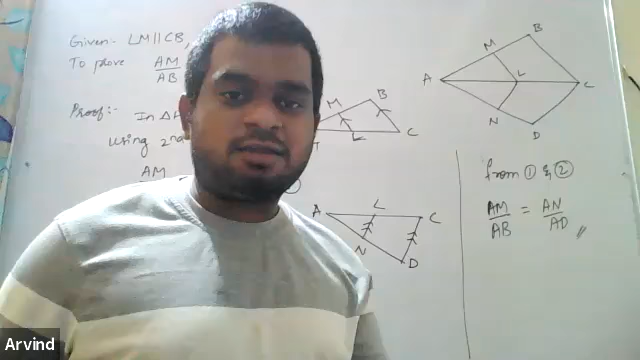 Given:- LM||CB,
To prove AM/AB
Proof:- In Δ
using 2nd
AM
M
B
L
C
A
L
C
N
D
B
M
A
L
C
N
D
from ① & ②
AM/AB = AN/AD //
Arvind